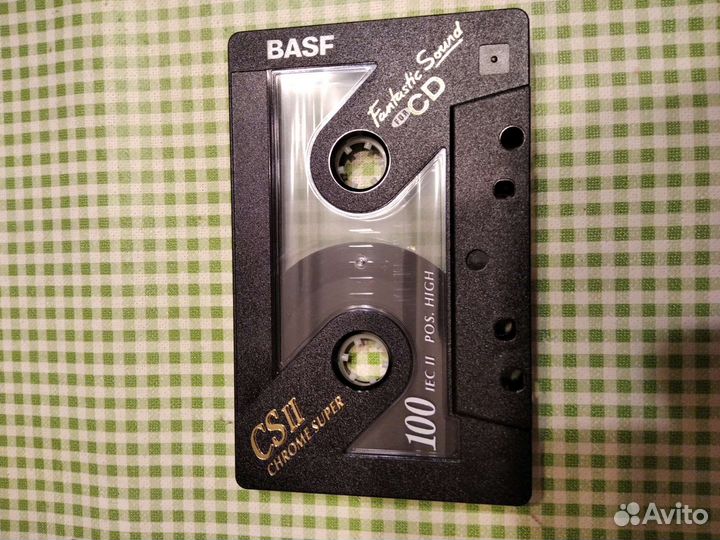 BASF
Fantastic Sound
for CD
CS II
CHROME SUPER
100 IEC II POS. HIGH
Avito